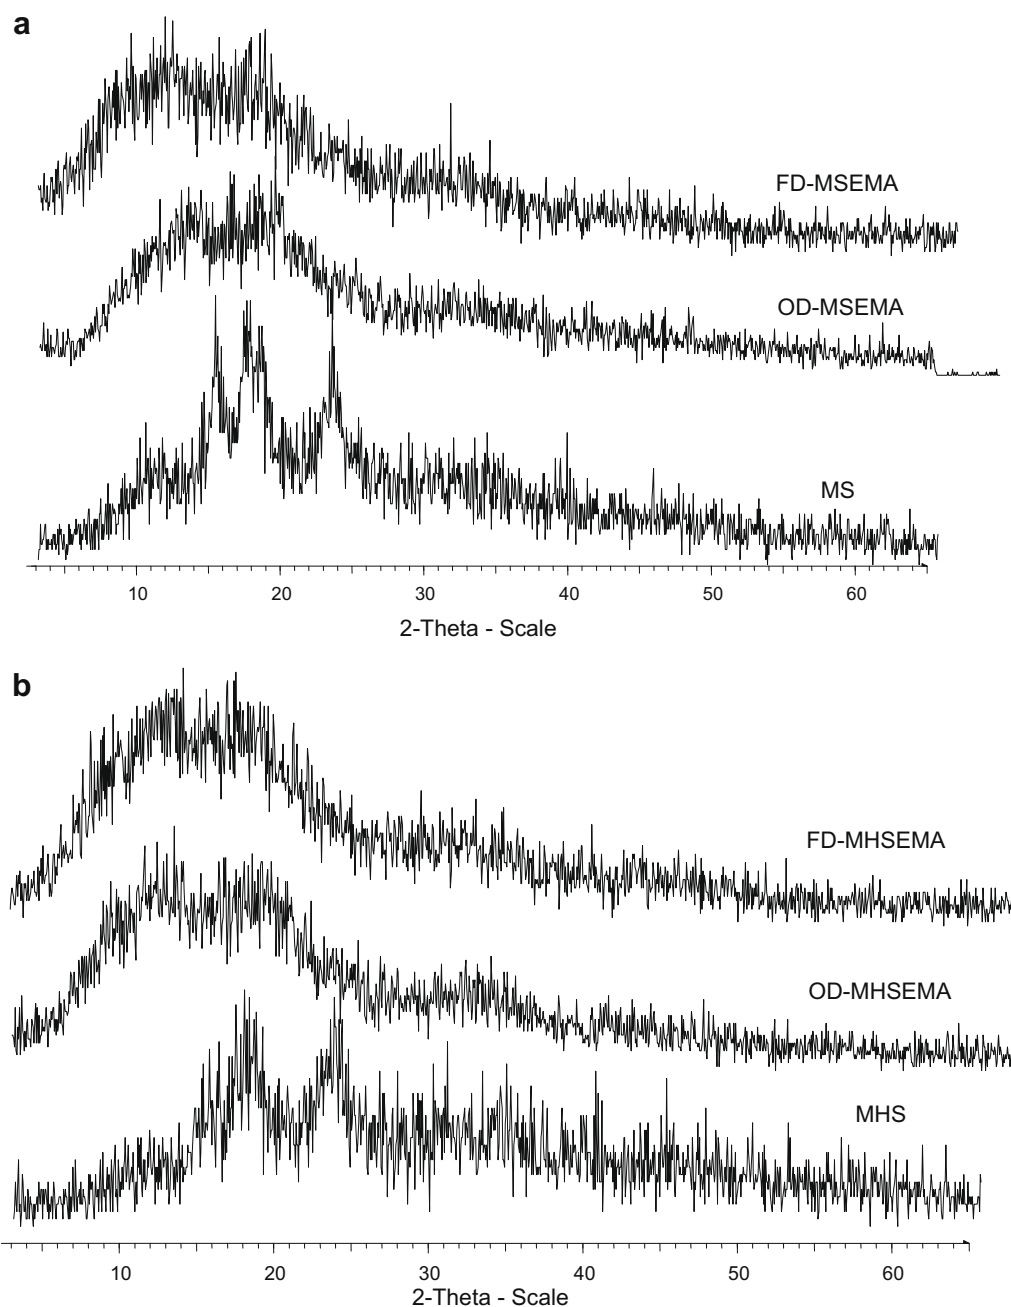 a
FD-MSEMA
OD-MSEMA
MS
10 20 30 40 50 60
2-Theta - Scale
b
FD-MHSEMA
OD-MHSEMA
MHS
10 20 30 40 50 60
2-Theta - Scale